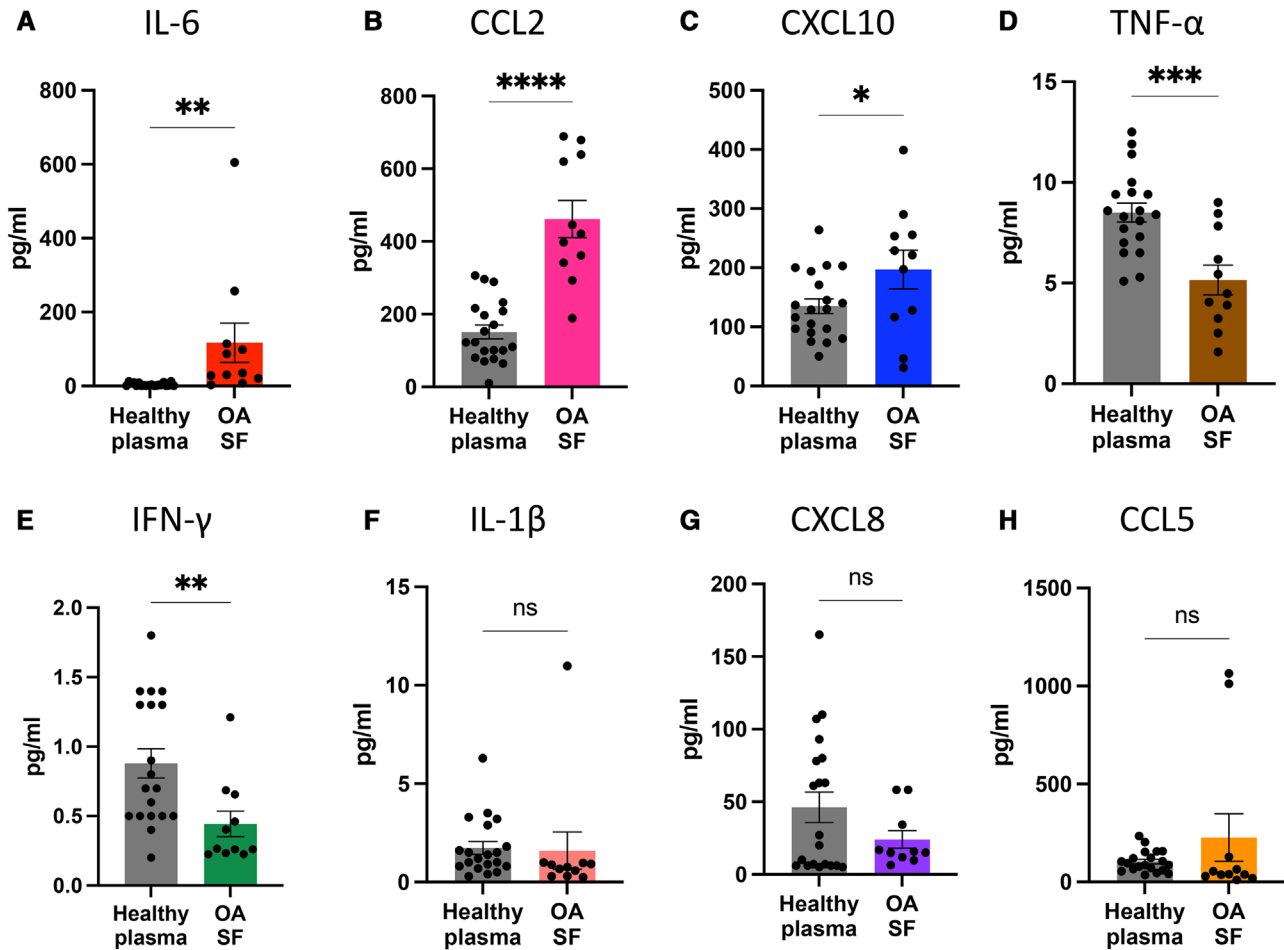 A IL-6
**
800
600
400
200
0
pg/ml
Healthy plasma
OA SF
B CCL2
****
800
600
400
200
0
pg/ml
Healthy plasma
OA SF
C CXCL10
*
500
400
300
200
100
0
pg/ml
Healthy plasma
OA SF
D TNF-α
***
15
10
5
0
pg/ml
Healthy plasma
OA SF
E IFN-γ
**
2.0
1.5
1.0
0.5
0.0
pg/ml
Healthy plasma
OA SF
F IL-1β
ns
15
10
5
0
pg/ml
Healthy plasma
OA SF
G CXCL8
ns
200
150
100
50
0
pg/ml
Healthy plasma
OA SF
H CCL5
ns
1500
1000
500
0
pg/ml
Healthy plasma
OA SF